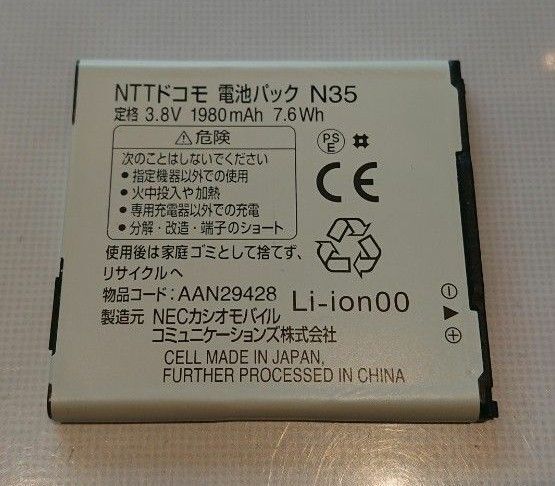 NTTドコモ 電池パック N35
定格 3.8V 1980mAh 7.6Wh
⚠危険
次のことはしないでください
• 指定機器以外での使用
• 火中投入や加熱
• 専用充電器以外での充電
• 分解・改造・端子のショート
PSE
CE
使用後は家庭ゴミとして捨てず、
リサイクルへ
物品コード:AAN29428
Li-ion00
製造元 NECカシオモバイル
コミュニケーションズ株式会社
CELL MADE IN JAPAN,
FURTHER PROCESSED IN CHINA